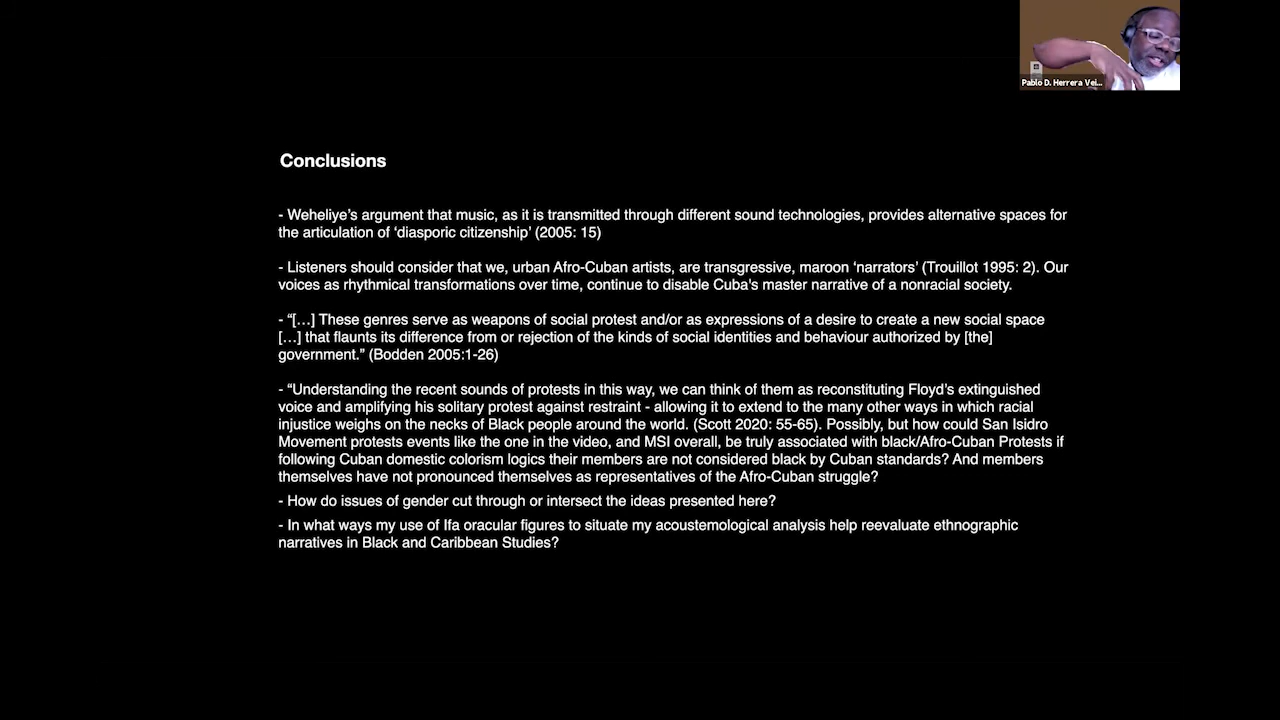 Pablo D. Herrera Vei...
Conclusions
- Weheliye’s argument that music, as it is transmitted through different sound technologies, provides alternative spaces for
the articulation of ‘diasporic citizenship’ (2005: 15)
- Listeners should consider that we, urban Afro-Cuban artists, are transgressive, maroon ‘narrators’ (Trouillot 1995: 2). Our
voices as rhythmical transformations over time, continue to disable Cuba's master narrative of a nonracial society.
- “[…] These genres serve as weapons of social protest and/or as expressions of a desire to create a new social space
[…] that flaunts its difference from or rejection of the kinds of social identities and behaviour authorized by [the]
government.” (Bodden 2005:1-26)
- “Understanding the recent sounds of protests in this way, we can think of them as reconstituting Floyd’s extinguished
voice and amplifying his solitary protest against restraint - allowing it to extend to the many other ways in which racial
injustice weighs on the necks of Black people around the world. (Scott 2020: 55-65). Possibly, but how could San Isidro
Movement protests events like the one in the video, and MSI overall, be truly associated with black/Afro-Cuban Protests if
following Cuban domestic colorism logics their members are not considered black by Cuban standards? And members
themselves have not pronounced themselves as representatives of the Afro-Cuban struggle?
- How do issues of gender cut through or intersect the ideas presented here?
- In what ways my use of Ifa oracular figures to situate my acoustemological analysis help reevaluate ethnographic
narratives in Black and Caribbean Studies?